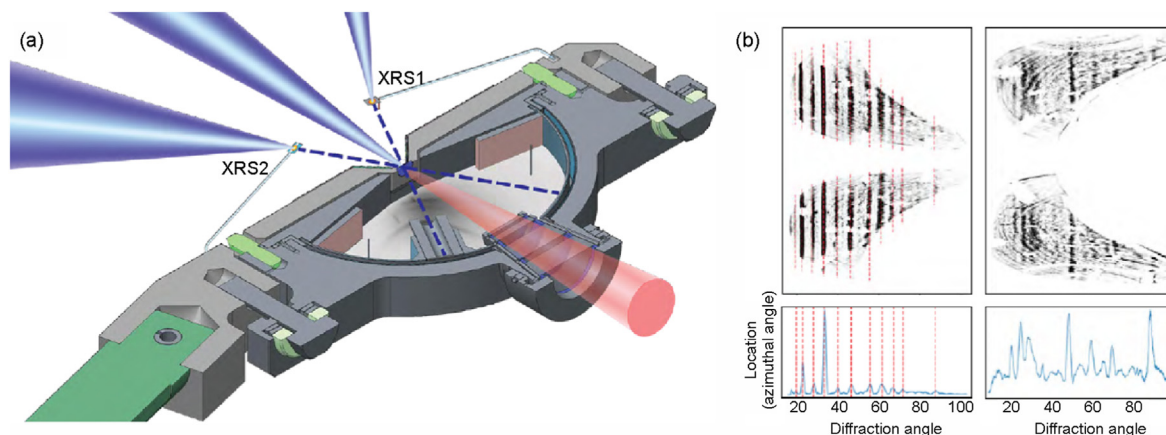 (a)
XRS1
XRS2
(b)
Location
(azimuthal angle)
20 40 60 80 100
20 40 60 80
Diffraction angle
Diffraction angle